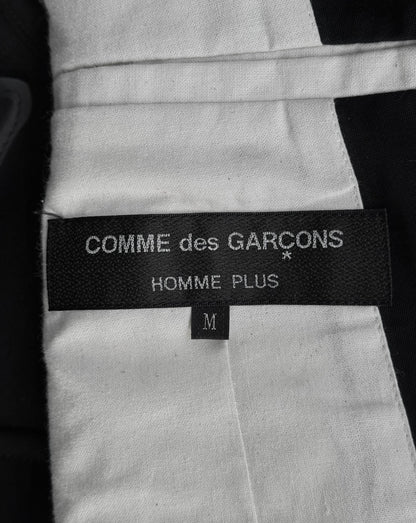 COMME des GARÇONS
*
HOMME PLUS
M